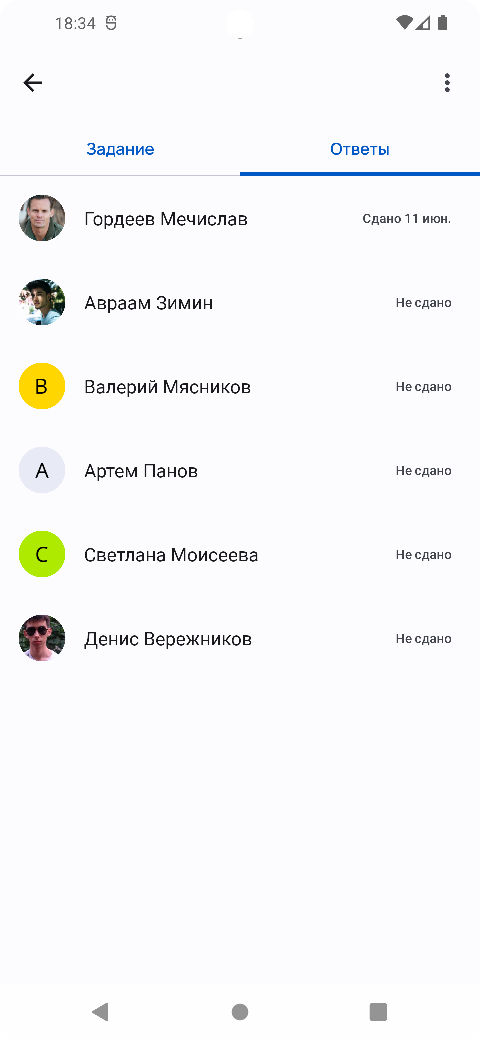 18:34
Задание
Ответы
Гордеев Мечислав
Сдано 11 июн.
Авраам Зимин
Не сдано
В
Валерий Мясников
Не сдано
А
Артем Панов
Не сдано
С
Светлана Моисеева
Не сдано
Денис Вережников
Не сдано